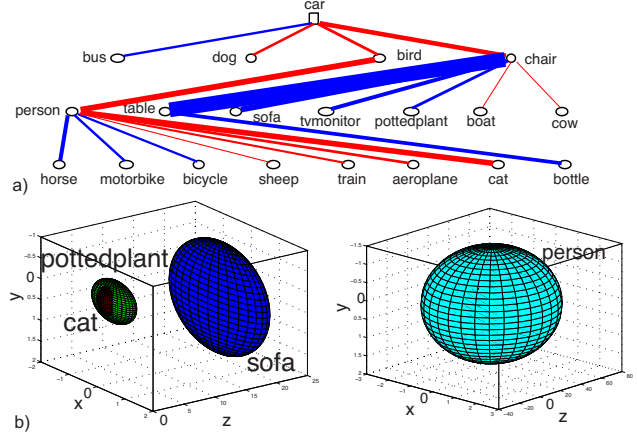 car
bus dog bird chair
person table sofa tvmonitor pottedplant boat cow
horse motorbike bicycle sheep train aeroplane cat bottle
a)
-1
-0.5
0
0.5
1
1.5
2
y
pottedplant
cat
sofa
-2 -1 0 1 2
x
0 5 10 15 20 25
z
-1.5
-1
-0.5
0
0.5
1
1.5
2
y
person
-3 -2 -1 0 1 2 3
x
-40 -20 0 20 40 60 80
z
b)